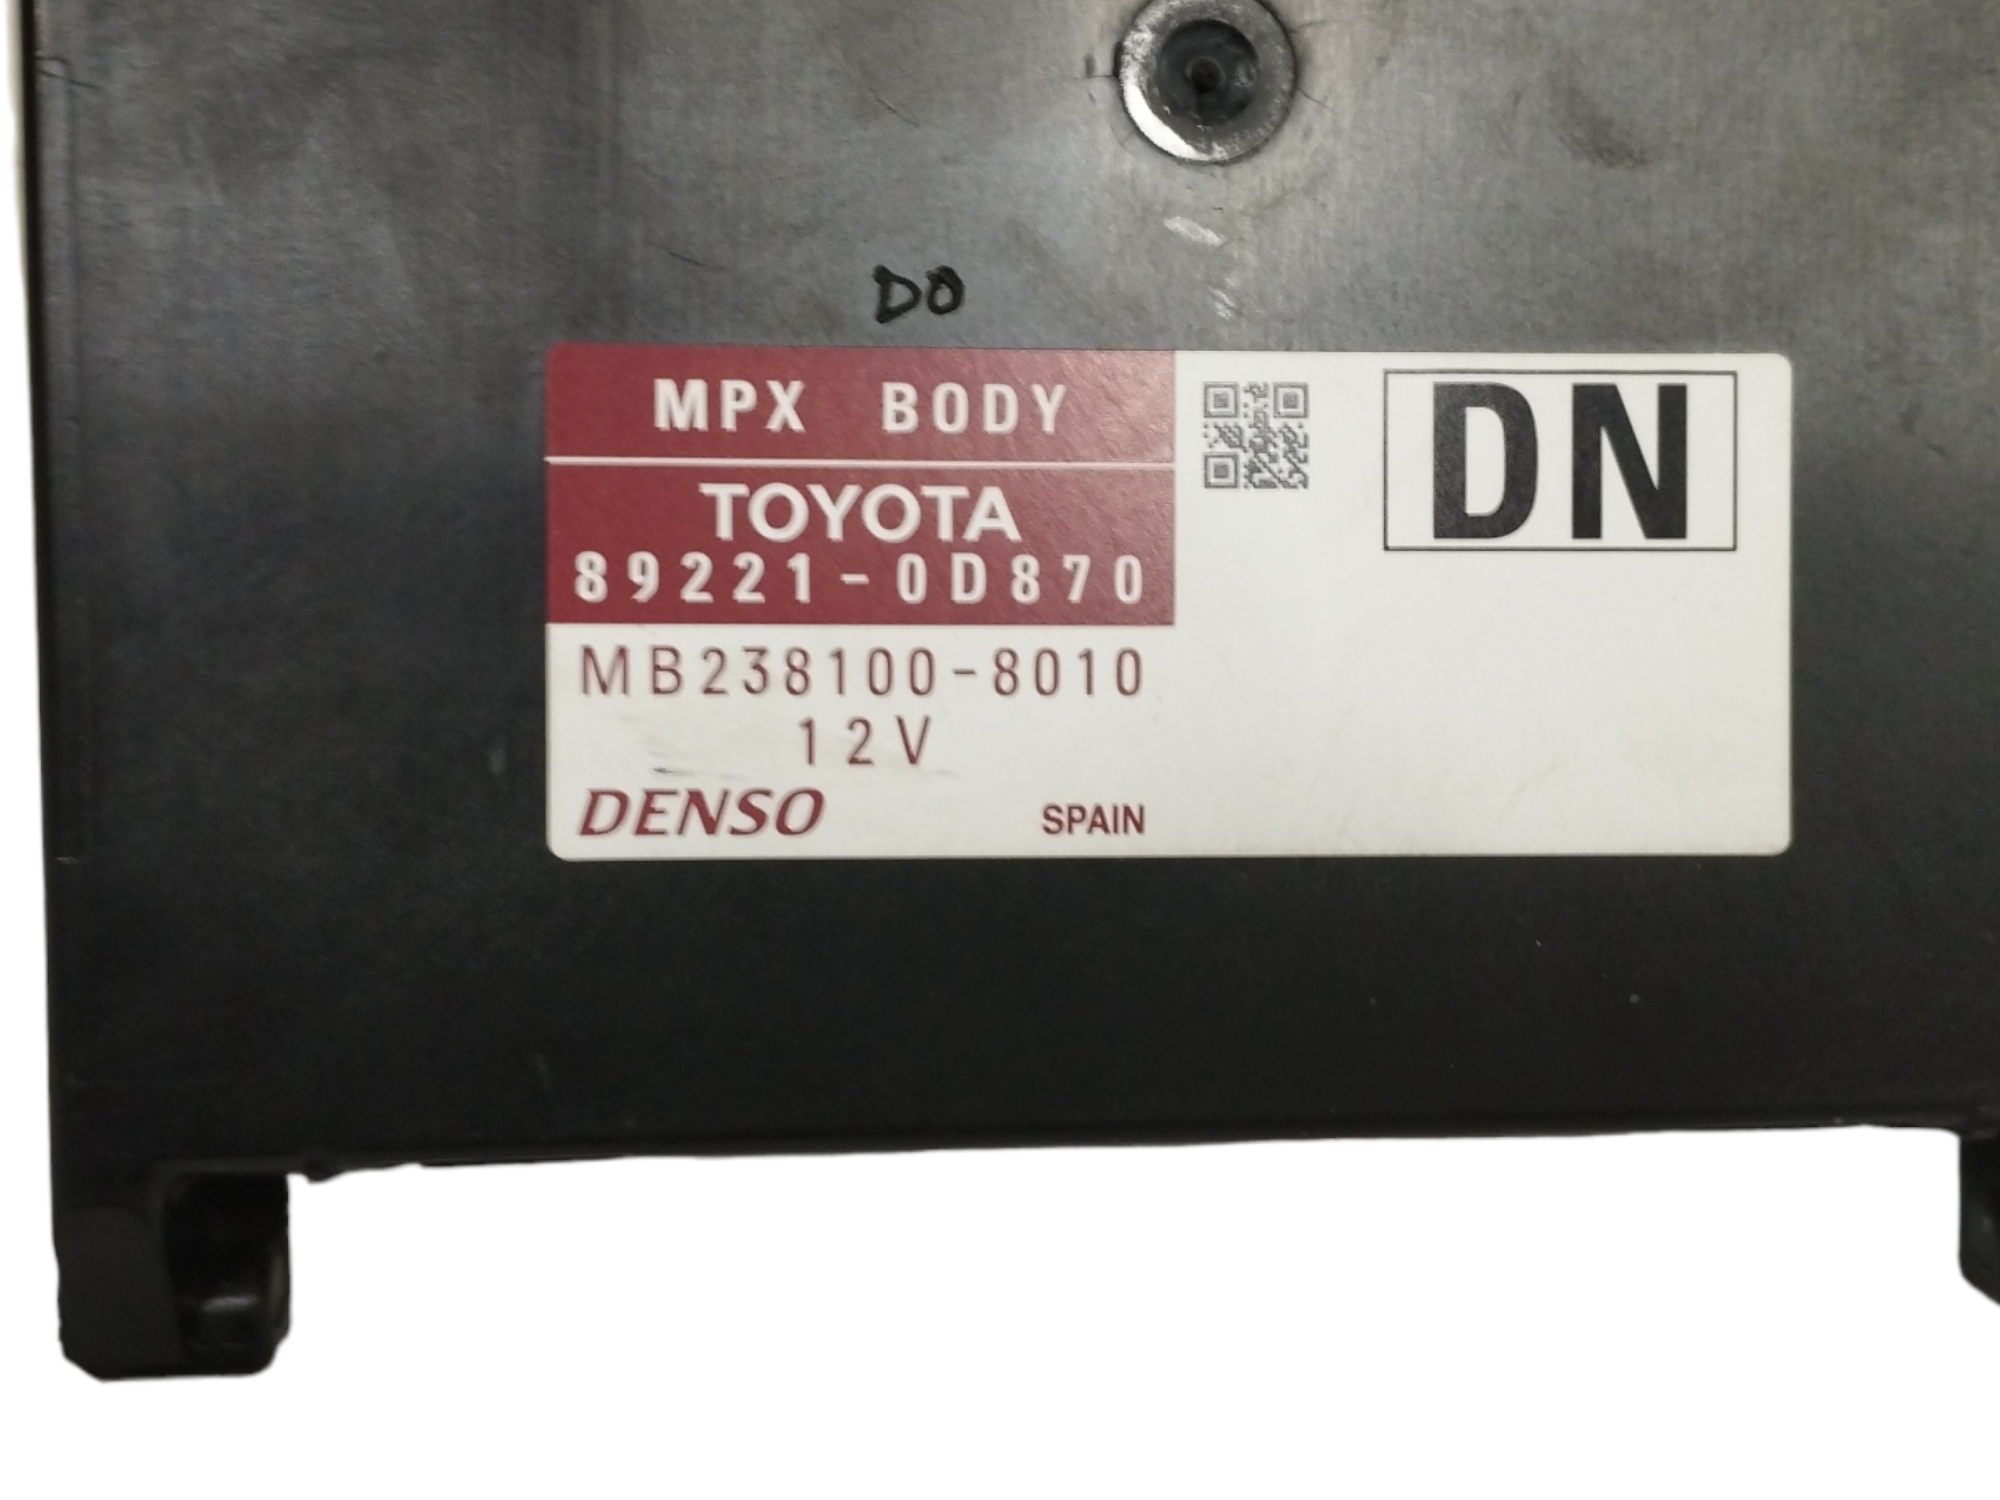 DO
MPX BODY
TOYOTA
89221-0D870
MB238100-8010
12V
DENSO SPAIN
DN